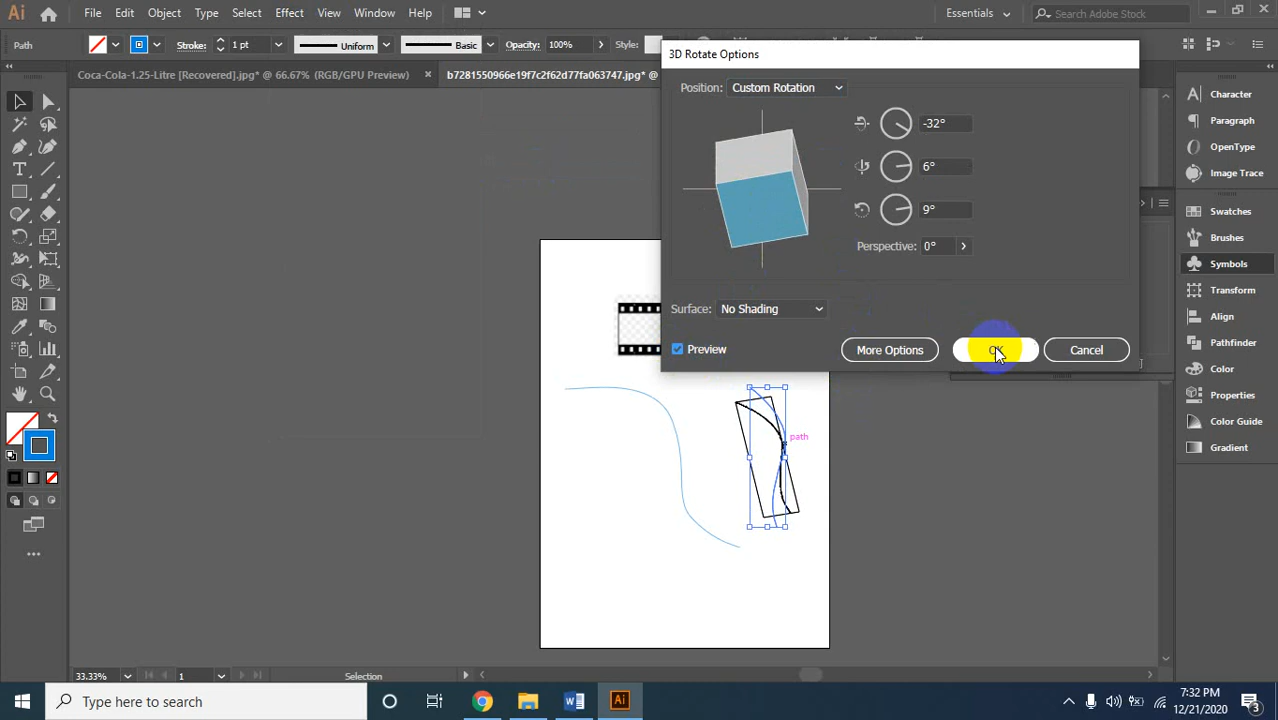 Ai File Edit Object Type Select Effect View Window Help Essentials Search Adobe Stock
Path Stroke: 1 pt Uniform Basic Opacity: 100% Style:
Coca-Cola-1.25-Litre [Recovered].jpg* @ 66.67% (RGB/GPU Preview) × b7281550966e19f7c2f62d77fa063747.jpg* @
3D Rotate Options
Position: Custom Rotation
-32°
6°
9°
Perspective: 0°
Surface: No Shading
Preview More Options OK Cancel
path
Character
Paragraph
OpenType
Image Trace
Swatches
Brushes
Symbols
Transform
Align
Pathfinder
Color
Properties
Color Guide
Gradient
33.33% 1 Selection
Type here to search
7:32 PM
12/21/2020
3